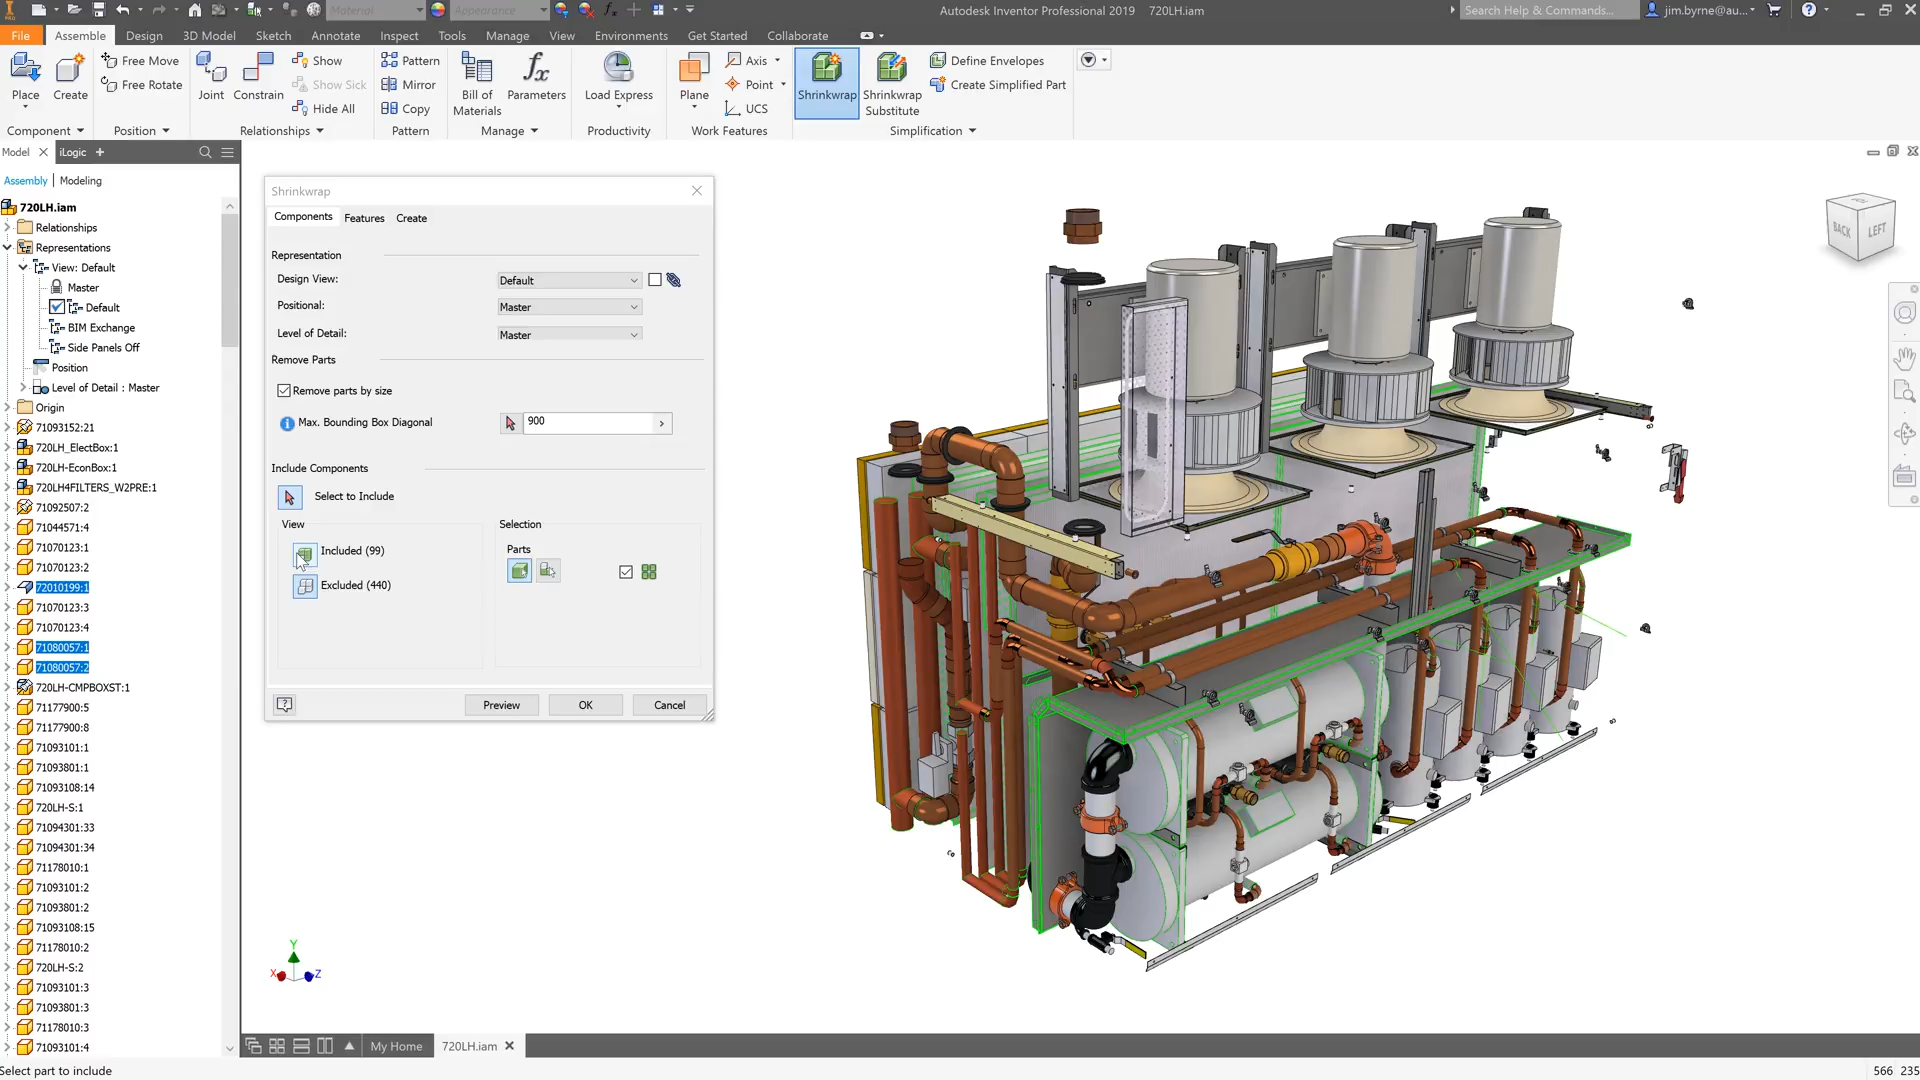 Material
Appearance
Autodesk Inventor Professional 2019 720LH.iam
Search Help & Commands...
jim.byrne@au...
File
Assemble
Design
3D Model
Sketch
Annotate
Inspect
Tools
Manage
View
Environments
Get Started
Collaborate
Place
Create
Free Move
Free Rotate
Joint
Constrain
Show
Show Sick
Hide All
Pattern
Mirror
Copy
Bill of
Materials
Parameters
Load Express
Plane
Axis
Point
UCS
Shrinkwrap
Shrinkwrap
Substitute
Define Envelopes
Create Simplified Part
Component
Position
Relationships
Pattern
Manage
Productivity
Work Features
Simplification
Model
iLogic
Assembly | Modeling
720LH.iam
Relationships
Representations
View: Default
Master
Default
BIM Exchange
Side Panels Off
Position
Level of Detail : Master
Origin
71093152:21
720LH_ElectBox:1
720LH-EconBox:1
720LH4FILTERS_W2PRE:1
71092507:2
71044571:4
71070123:1
71070123:2
72010199:1
71070123:3
71070123:4
71080057:1
71080057:2
720LH-CMPBOXST:1
71177900:5
71177900:8
71093101:1
71093801:1
71093108:14
720LH-S:1
71094301:33
71094301:34
71178010:1
71093101:2
71093801:2
71093108:15
71178010:2
720LH-S:2
71093101:3
71093801:3
71178010:3
71093101:4
Shrinkwrap
Components
Features
Create
Representation
Design View:
Default
Positional:
Master
Level of Detail:
Master
Remove Parts
Remove parts by size
Max. Bounding Box Diagonal
900
Include Components
Select to Include
View
Selection
Included (99)
Parts
Excluded (440)
Preview
OK
Cancel
BACK
LEFT
Y
X
Z
My Home
720LH.iam
Select part to include
566 235